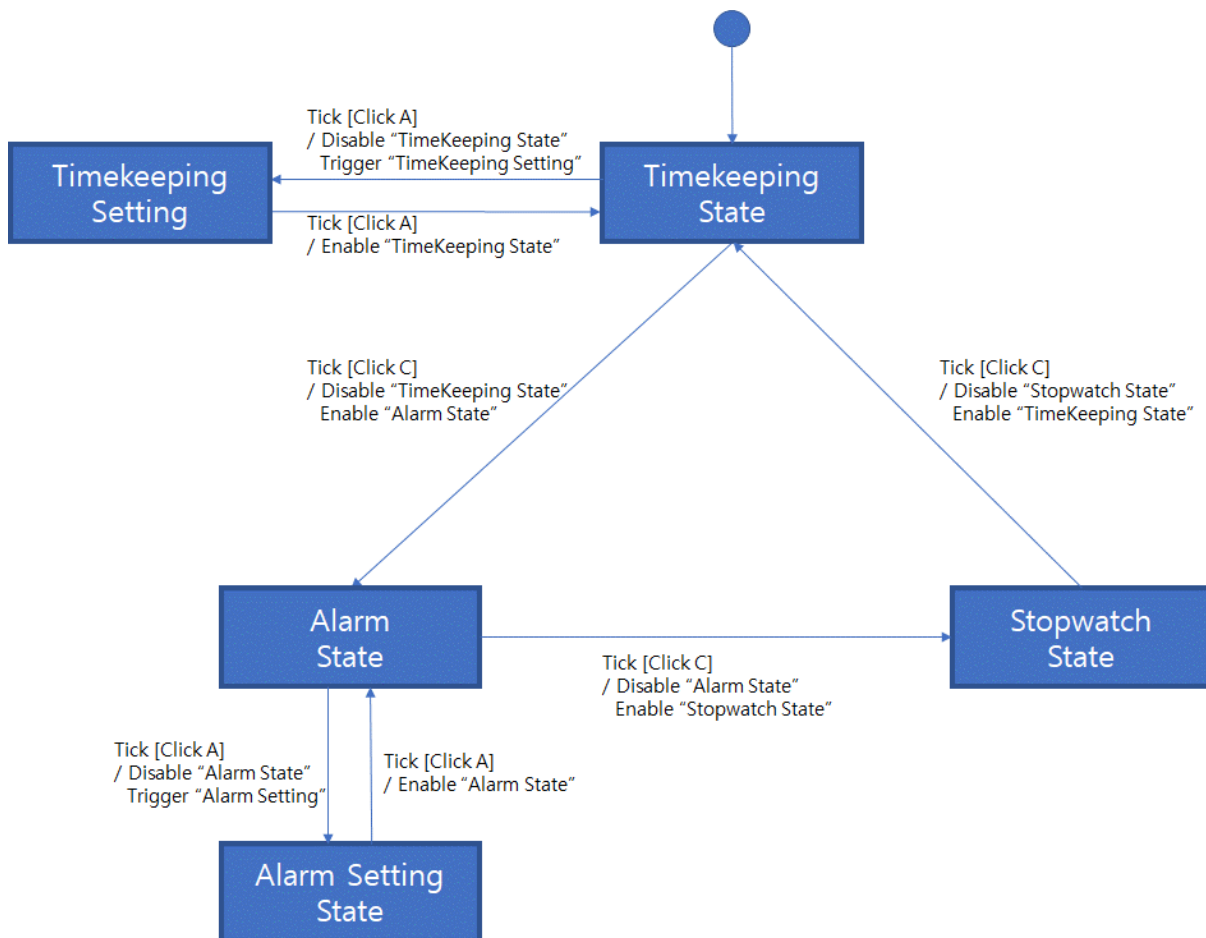 Tick [Click A]
/ Disable “TimeKeeping State”
Trigger “TimeKeeping Setting”
Timekeeping
Setting
Timekeeping
State
Tick [Click A]
/ Enable “TimeKeeping State”
Tick [Click C]
/ Disable “TimeKeeping State”
Enable “Alarm State”
Tick [Click C]
/ Disable “Stopwatch State”
Enable “TimeKeeping State”
Alarm
State
Stopwatch
State
Tick [Click C]
/ Disable “Alarm State”
Enable “Stopwatch State”
Tick [Click A]
/ Disable “Alarm State”
Trigger “Alarm Setting”
Tick [Click A]
/ Enable “Alarm State”
Alarm Setting
State